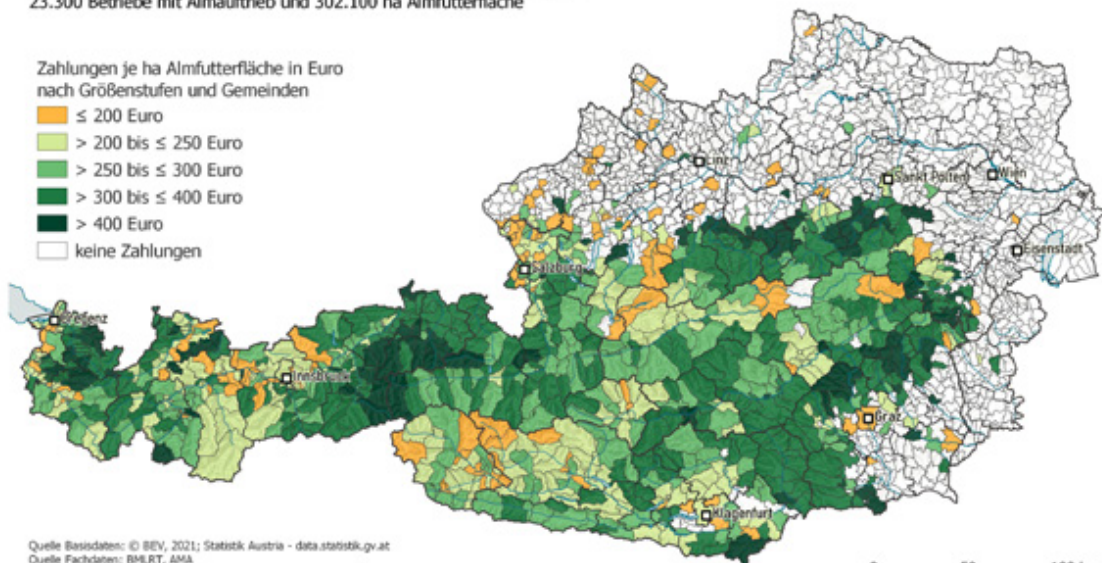 23.300 Betriebe mit Almauftrieb und 302.100 ha Almfutterfläche
Zahlungen je ha Almfutterfläche in Euro
nach Größenstufen und Gemeinden
≤ 200 Euro
> 200 bis ≤ 250 Euro
> 250 bis ≤ 300 Euro
> 300 bis ≤ 400 Euro
> 400 Euro
keine Zahlungen
Linz
Sankt Pölten
Wien
Eisenstadt
Salzburg
Bregenz
Innsbruck
Graz
Klagenfurt
Quelle Basisdaten: © BEV, 2021; Statistik Austria - data.statistik.gv.at
Quelle Fachdaten: BMLRT, AMA